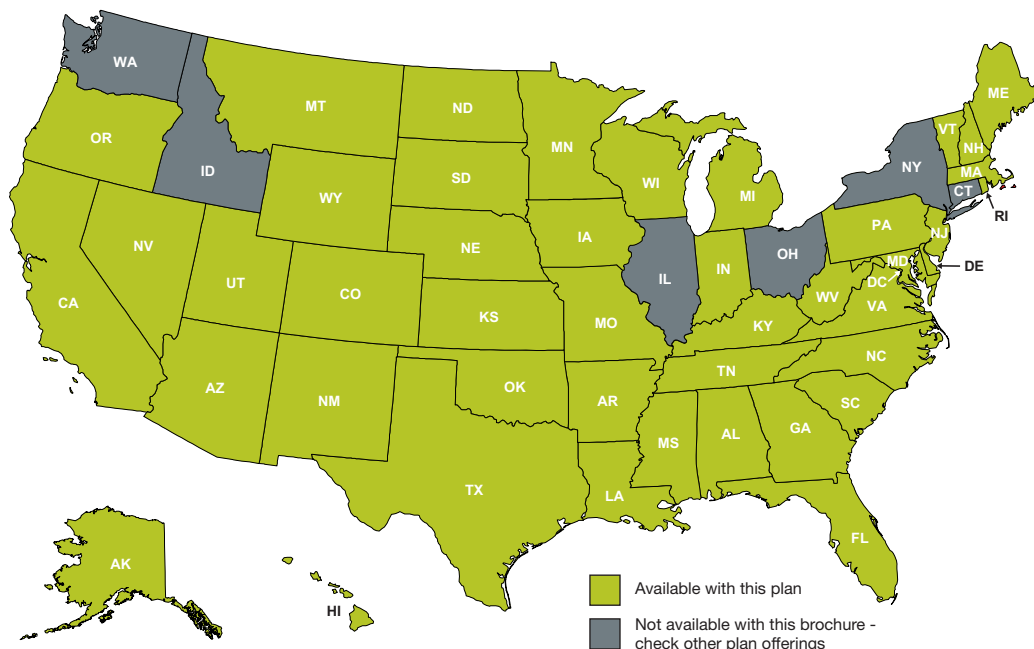 WA
MT
ND
MN
ME
VT
NH
OR
ID
WY
SD
WI
MI
NY
MA
CT
RI
NV
UT
CO
NE
IA
IL
IN
OH
PA
NJ
MD
DE
DC
CA
KS
MO
KY
WV
VA
AZ
NM
OK
AR
TN
NC
SC
MS
AL
GA
TX
LA
FL
AK
HI
Available with this plan
Not available with this brochure -
check other plan offerings